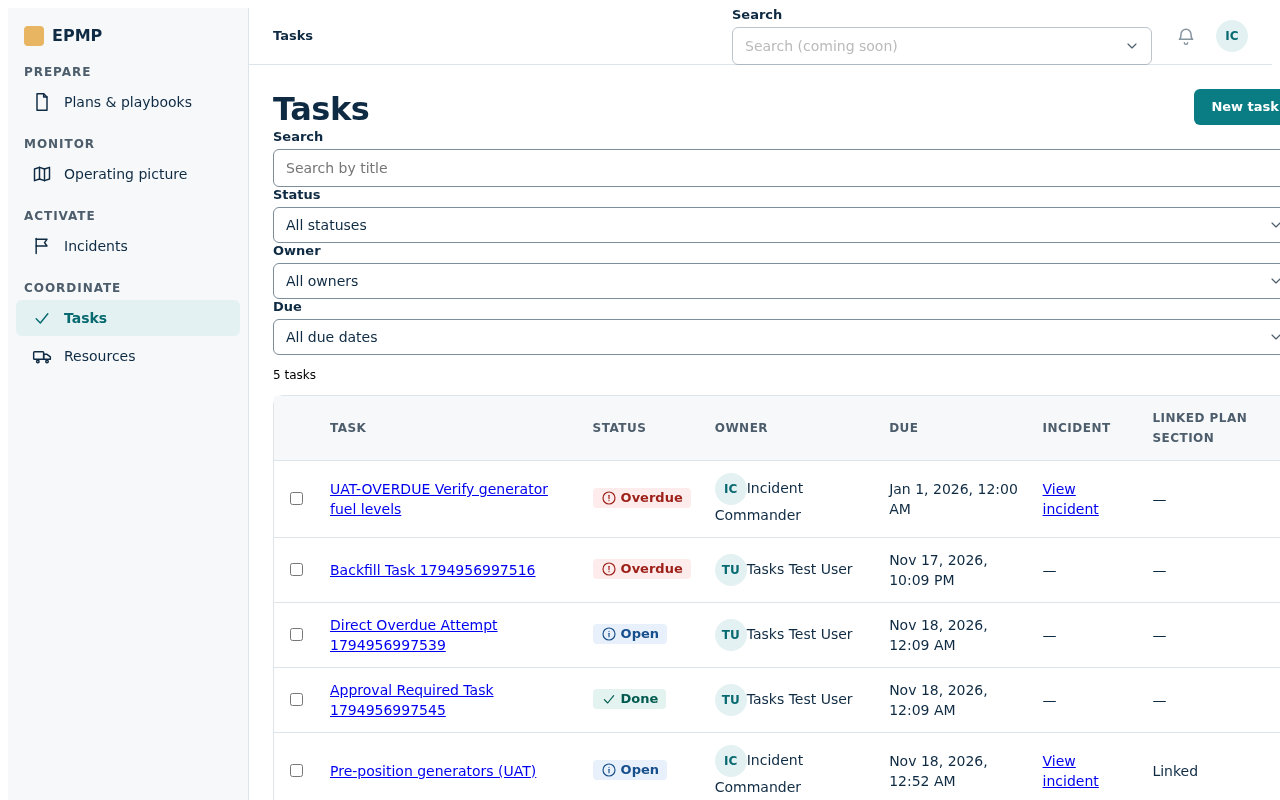 EPMP
PREPARE
Plans & playbooks
MONITOR
Operating picture
ACTIVATE
Incidents
COORDINATE
Tasks
Resources
Tasks
Search
Search (coming soon)
IC
Tasks
New task
Search
Search by title
Status
All statuses
Owner
All owners
Due
All due dates
5 tasks
TASK STATUS OWNER DUE INCIDENT LINKED PLAN
SECTION
UAT-OVERDUE Verify generator
fuel levels
Overdue
IC Incident
Commander
Jan 1, 2026, 12:00
AM
View
incident
—
Backfill Task 1794956997516
Overdue
TU Tasks Test User
Nov 17, 2026,
10:09 PM
—
—
Direct Overdue Attempt
1794956997539
Open
TU Tasks Test User
Nov 18, 2026,
12:09 AM
—
—
Approval Required Task
1794956997545
Done
TU Tasks Test User
Nov 18, 2026,
12:09 AM
—
—
Pre-position generators (UAT)
Open
IC Incident
Commander
Nov 18, 2026,
12:52 AM
View
incident
Linked